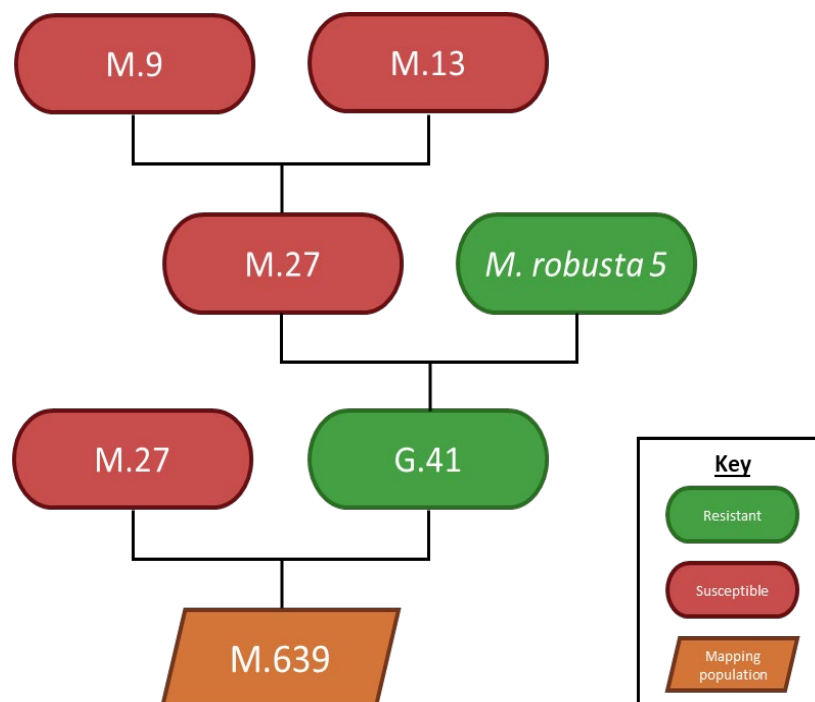 M.9
M.13
M.27
M. robusta 5
M.27
G.41
M.639
Key
Resistant
Susceptible
Mapping
population